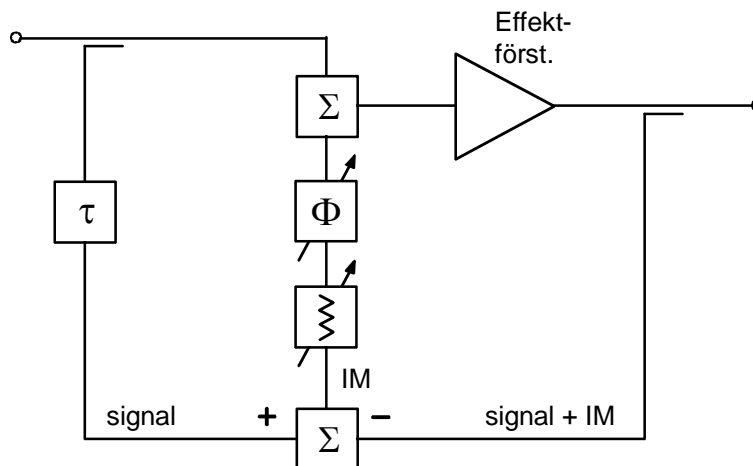 Effekt-
först.
Σ
Φ
τ
IM
signal
+
Σ
−
signal + IM